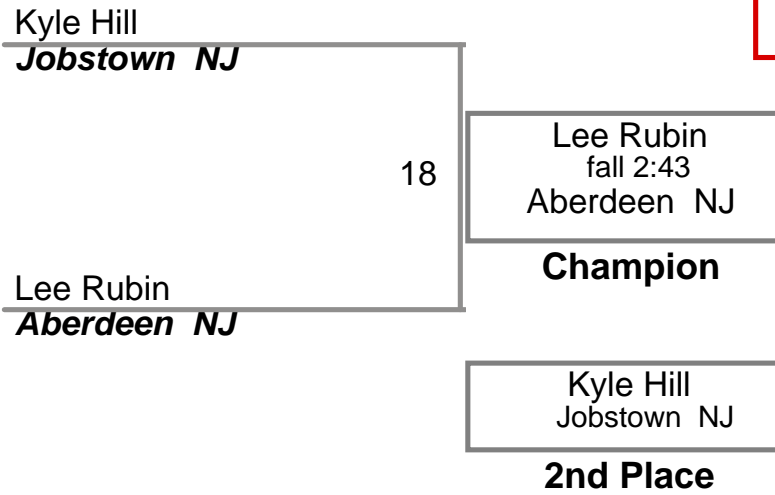 Kyle Hill
Jobstown NJ
18
Lee Rubin
fall 2:43
Aberdeen NJ
Champion
Lee Rubin
Aberdeen NJ
Kyle Hill
Jobstown NJ
2nd Place